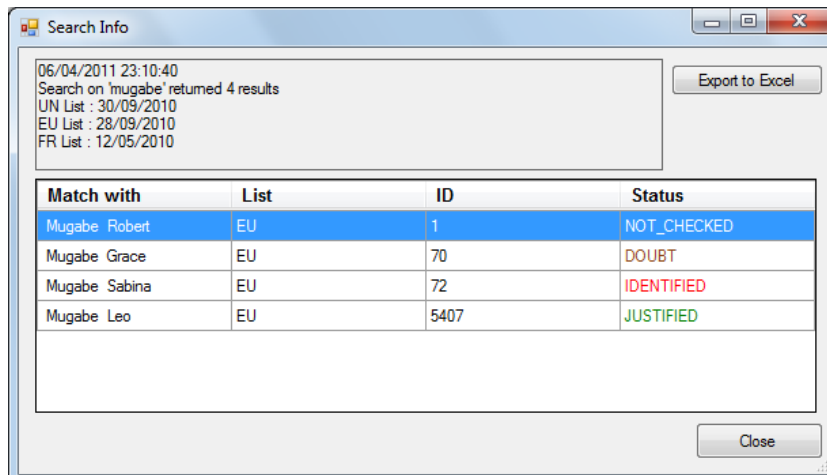 Search Info
06/04/2011 23:10:40
Search on 'mugabe' returned 4 results
UN List : 30/09/2010
EU List : 28/09/2010
FR List : 12/05/2010
Export to Excel
Match with List ID Status
Mugabe Robert EU 1 NOT_CHECKED
Mugabe Grace EU 70 DOUBT
Mugabe Sabina EU 72 IDENTIFIED
Mugabe Leo EU 5407 JUSTIFIED
Close